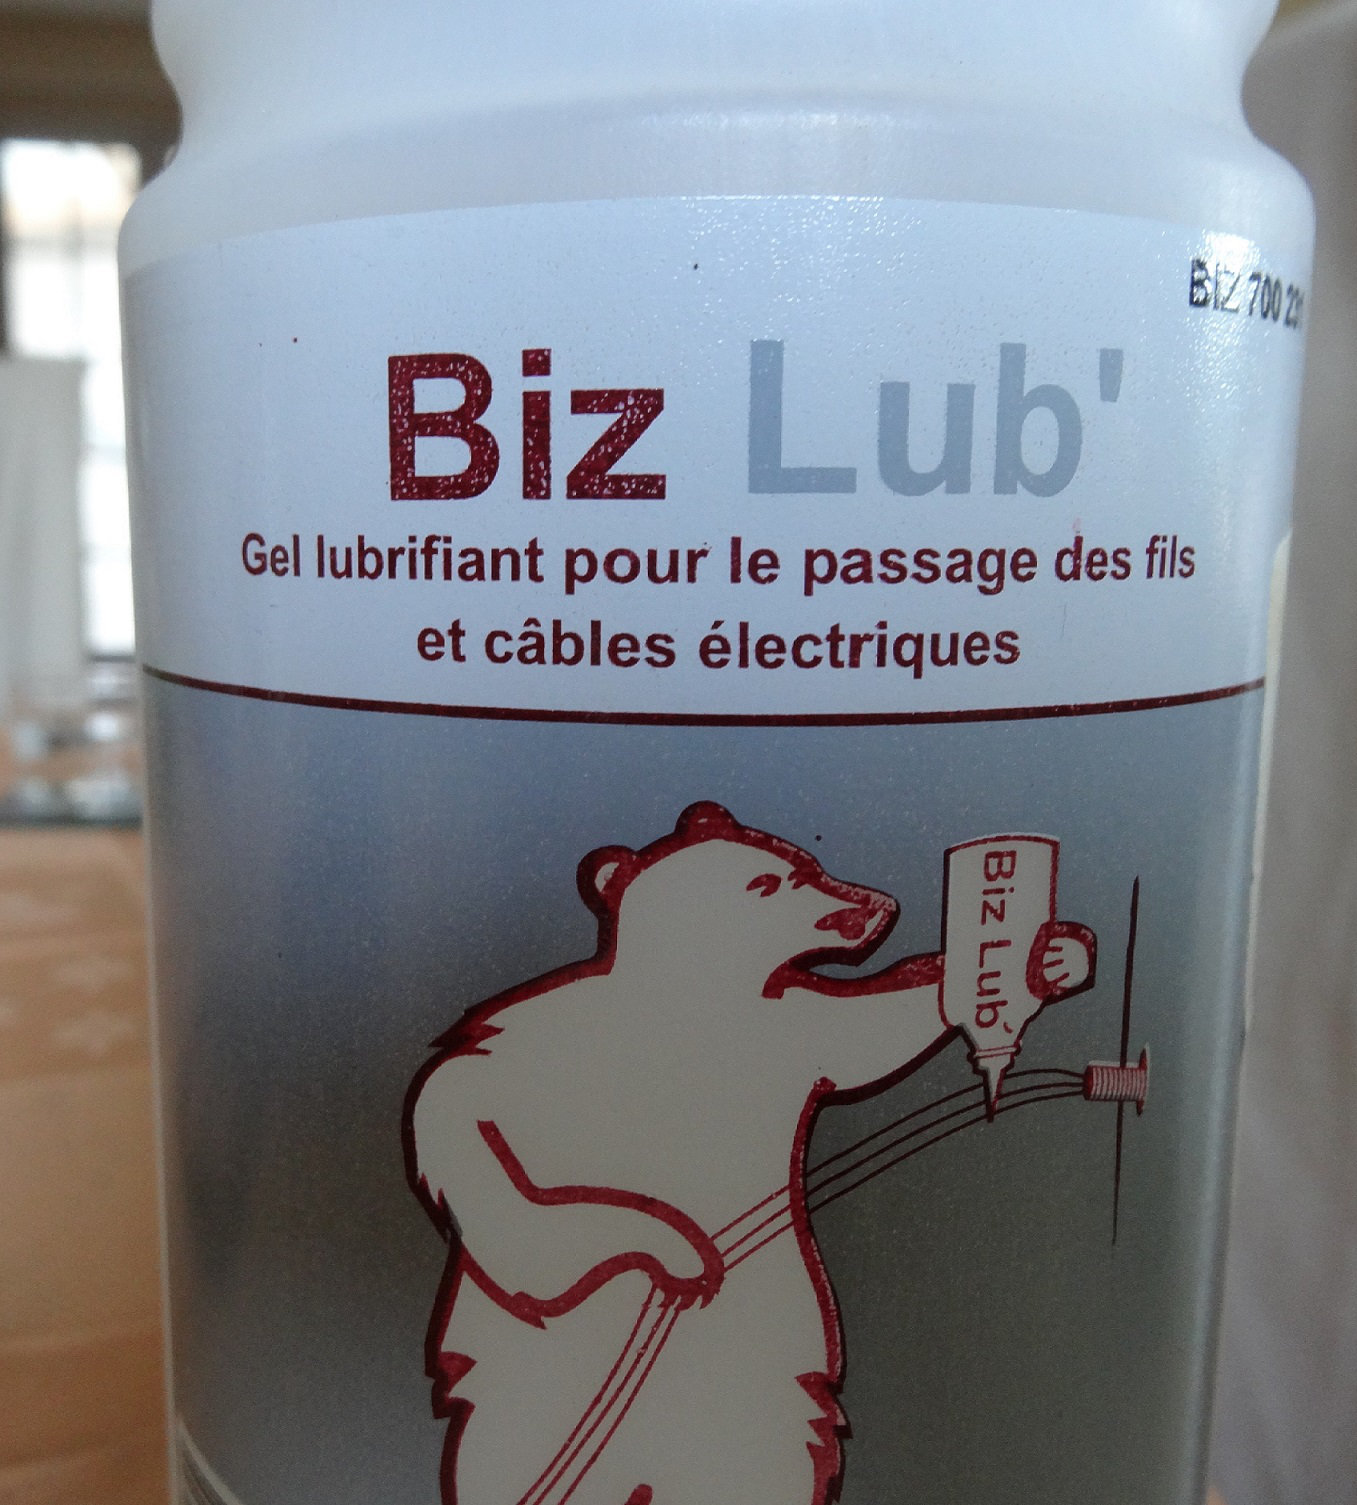 BIZ 700
Biz Lub'
Gel lubrifiant pour le passage des fils
et câbles électriques
Biz Lub'